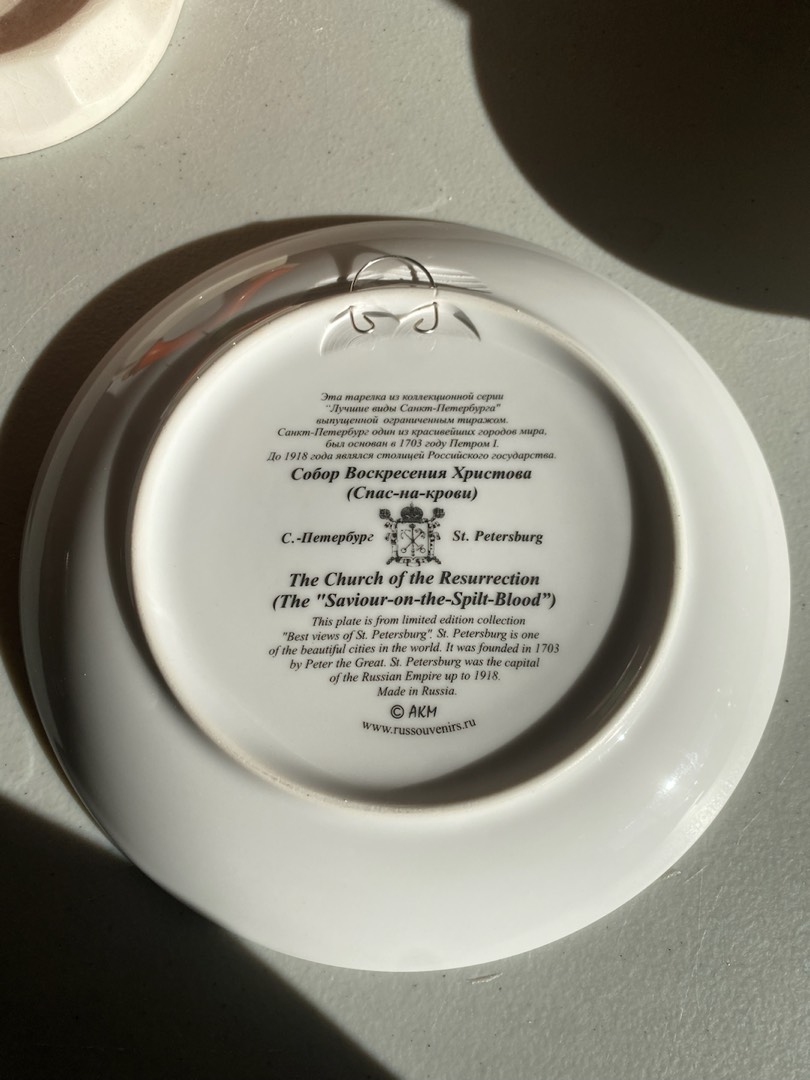 Эта тарелка из коллекционной серии
"Лучшие виды Санкт-Петербурга"
выпущенной ограниченным тиражом.
Санкт-Петербург один из красивейших городов мира,
был основан в 1703 году Петром I.
До 1918 года являлся столицей Российского государства.
Собор Воскресения Христова
(Спас-на-крови)
С.-Петербург St. Petersburg
The Church of the Resurrection
(The "Saviour-on-the-Spilt-Blood")
This plate is from limited edition collection
"Best views of St. Petersburg". St. Petersburg is one
of the beautiful cities in the world. It was founded in 1703
by Peter the Great. St. Petersburg was the capital
of the Russian Empire up to 1918.
Made in Russia.
© AKM
www.russouvenirs.ru